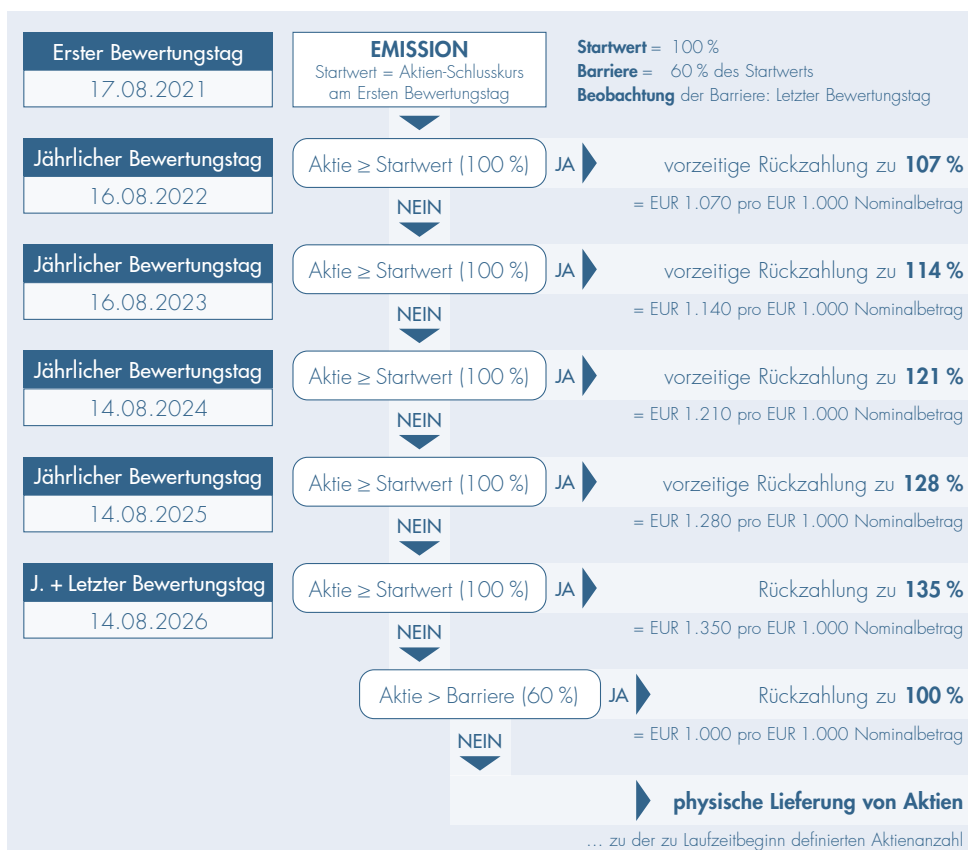 Erster Bewertungstag
17.08.2021
EMISSION
Startwert = Aktien-Schlusskurs
am Ersten Bewertungstag
Startwert = 100 %
Barriere = 60 % des Startwerts
Beobachtung der Barriere: Letzter Bewertungstag
Jährlicher Bewertungstag
16.08.2022
Aktie ≥ Startwert (100 %)
JA
vorzeitige Rückzahlung zu 107 %
= EUR 1.070 pro EUR 1.000 Nominalbetrag
NEIN
Jährlicher Bewertungstag
16.08.2023
Aktie ≥ Startwert (100 %)
JA
vorzeitige Rückzahlung zu 114 %
= EUR 1.140 pro EUR 1.000 Nominalbetrag
NEIN
Jährlicher Bewertungstag
14.08.2024
Aktie ≥ Startwert (100 %)
JA
vorzeitige Rückzahlung zu 121 %
= EUR 1.210 pro EUR 1.000 Nominalbetrag
NEIN
Jährlicher Bewertungstag
14.08.2025
Aktie ≥ Startwert (100 %)
JA
vorzeitige Rückzahlung zu 128 %
= EUR 1.280 pro EUR 1.000 Nominalbetrag
NEIN
J. + Letzter Bewertungstag
14.08.2026
Aktie ≥ Startwert (100 %)
JA
Rückzahlung zu 135 %
= EUR 1.350 pro EUR 1.000 Nominalbetrag
NEIN
Aktie > Barriere (60 %)
JA
Rückzahlung zu 100 %
= EUR 1.000 pro EUR 1.000 Nominalbetrag
NEIN
physische Lieferung von Aktien
... zu der zu Laufzeitbeginn definierten Aktienanzahl